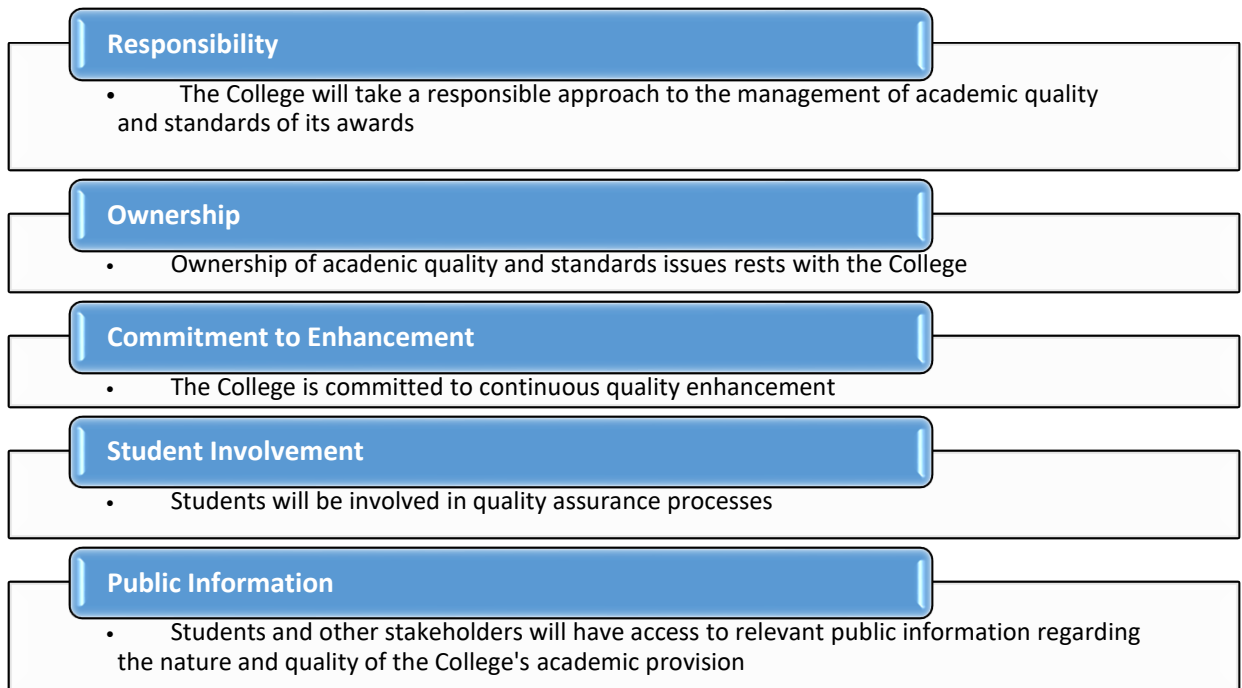 Responsibility
• The College will take a responsible approach to the management of academic quality
and standards of its awards
Ownership
• Ownership of acadenic quality and standards issues rests with the College
Commitment to Enhancement
• The College is committed to continuous quality enhancement
Student Involvement
• Students will be involved in quality assurance processes
Public Information
• Students and other stakeholders will have access to relevant public information regarding
the nature and quality of the College's academic provision